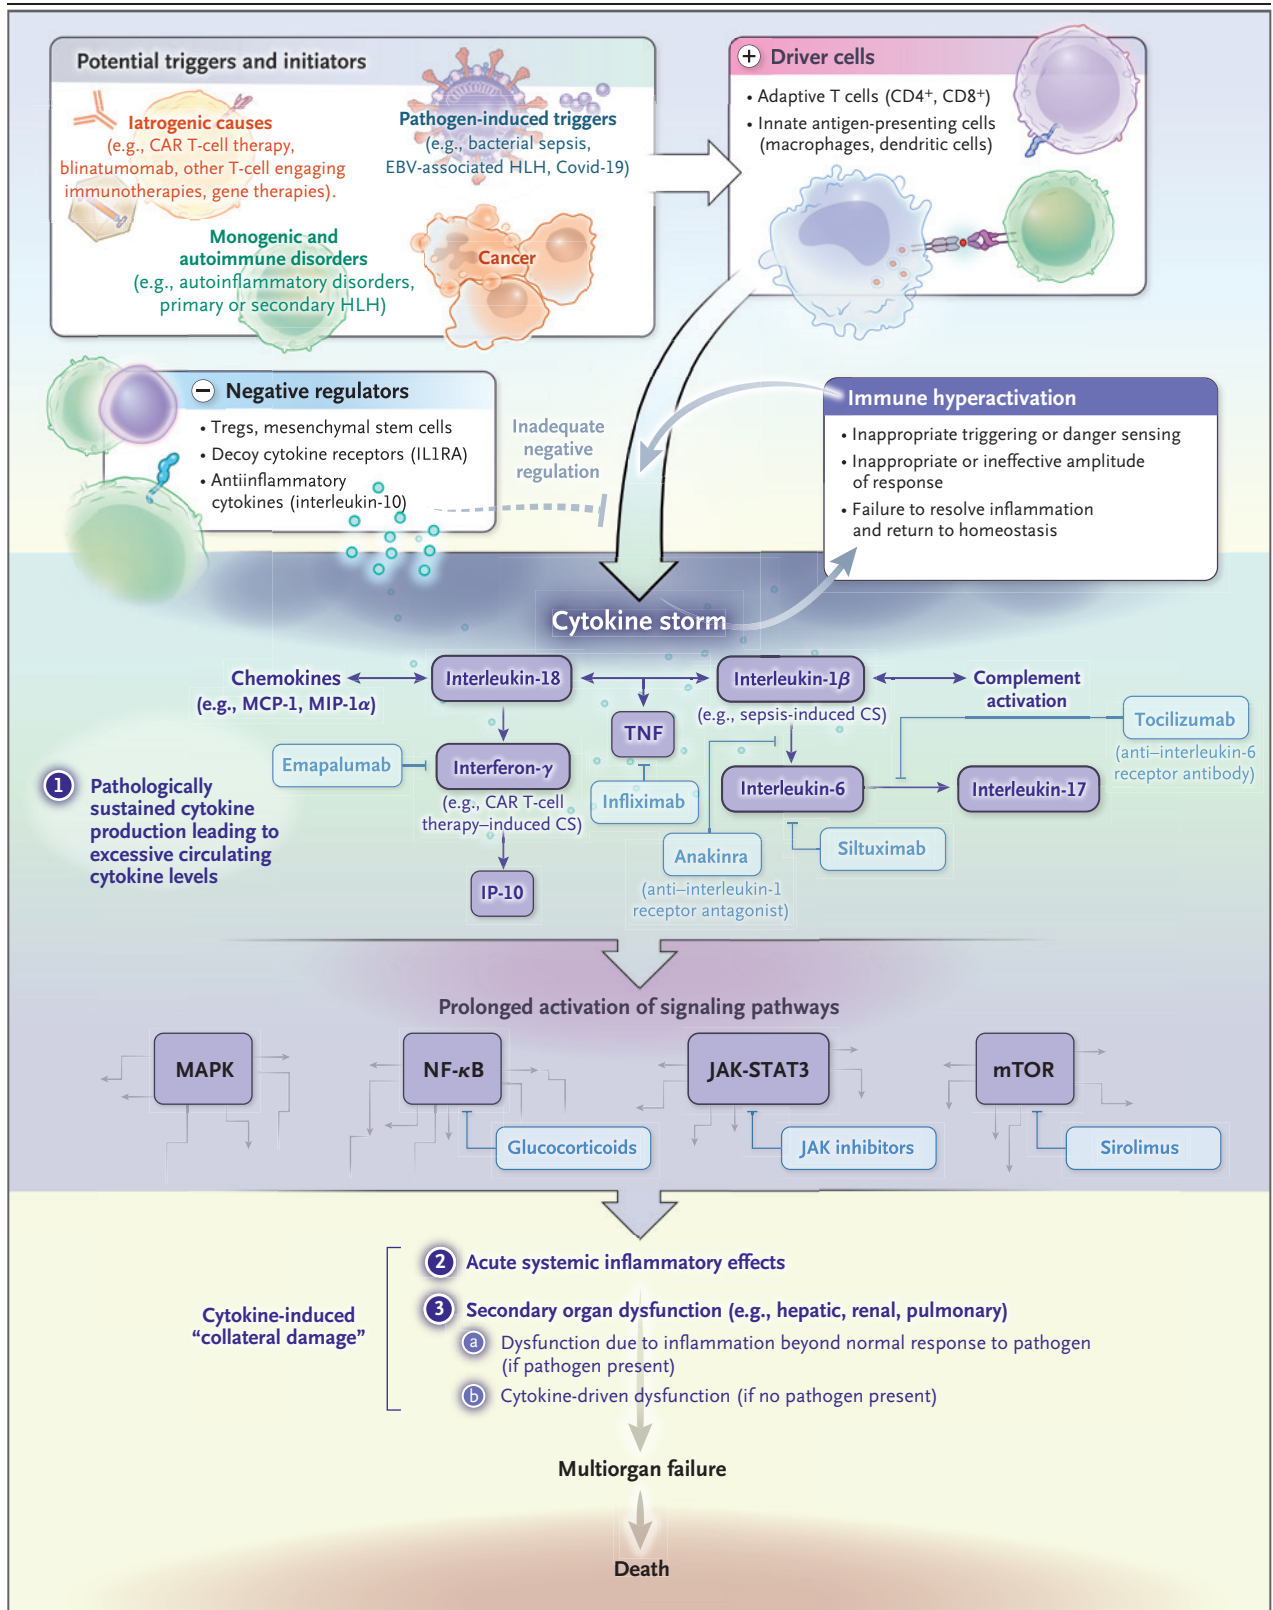 Potential triggers and initiators
Iatrogenic causes
(e.g., CAR T-cell therapy,
blinatumomab, other T-cell engaging
immunotherapies, gene therapies).
Pathogen-induced triggers
(e.g., bacterial sepsis,
EBV-associated HLH, Covid-19)
Monogenic and
autoimmune disorders
(e.g., autoinflammatory disorders,
primary or secondary HLH)
Cancer
+ Driver cells
• Adaptive T cells (CD4⁺, CD8⁺)
• Innate antigen-presenting cells
(macrophages, dendritic cells)
− Negative regulators
• Tregs, mesenchymal stem cells
• Decoy cytokine receptors (IL1RA)
• Antiinflammatory
cytokines (interleukin-10)
Inadequate
negative
regulation
Immune hyperactivation
• Inappropriate triggering or danger sensing
• Inappropriate or ineffective amplitude
of response
• Failure to resolve inflammation
and return to homeostasis
Cytokine storm
Chemokines
(e.g., MCP-1, MIP-1α)
Interleukin-18
Interleukin-1β
(e.g., sepsis-induced CS)
Complement
activation
TNF
Tocilizumab
(anti–interleukin-6
receptor antibody)
Emapalumab
Interferon-γ
(e.g., CAR T-cell
therapy–induced CS)
Infliximab
Interleukin-6
Interleukin-17
1 Pathologically
sustained cytokine
production leading to
excessive circulating
cytokine levels
Anakinra
(anti–interleukin-1
receptor antagonist)
Siltuximab
IP-10
Prolonged activation of signaling pathways
MAPK
NF-κB
JAK-STAT3
mTOR
Glucocorticoids
JAK inhibitors
Sirolimus
Cytokine-induced
“collateral damage”
2 Acute systemic inflammatory effects
3 Secondary organ dysfunction (e.g., hepatic, renal, pulmonary)
a Dysfunction due to inflammation beyond normal response to pathogen
(if pathogen present)
b Cytokine-driven dysfunction (if no pathogen present)
Multiorgan failure
Death